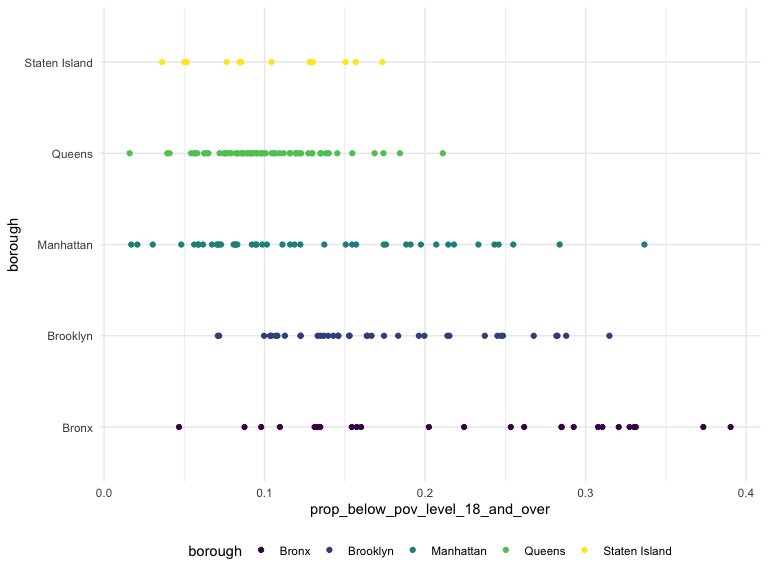 Staten Island
Queens
Manhattan
Brooklyn
Bronx
borough
0.0 0.1 0.2 0.3 0.4
prop_below_pov_level_18_and_over
borough Bronx Brooklyn Manhattan Queens Staten Island